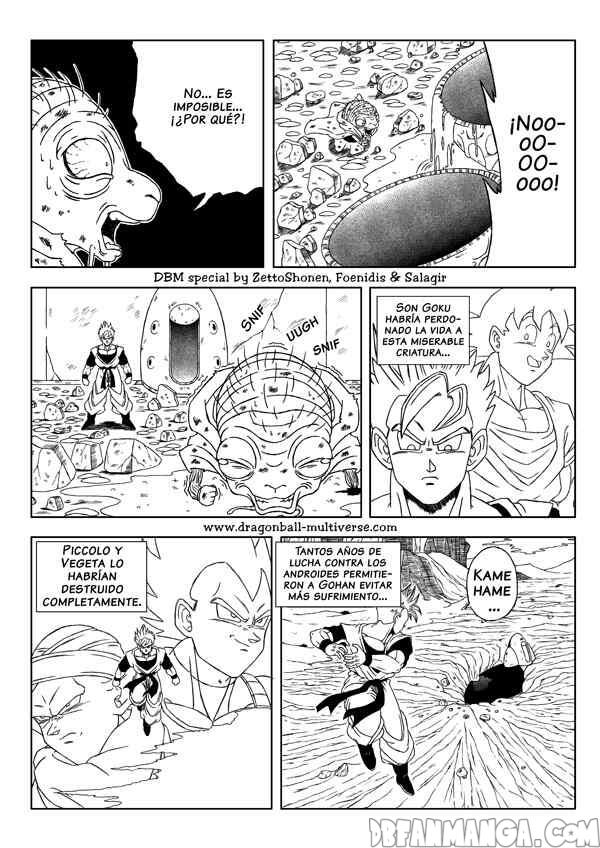 No... Es
imposible...
¡¿Por qué?!
¡Noo-
oo-
oo-
ooo!
DBM special by ZettoShonen, Foenidis & Salagir
SNIF
UUGH
SNIF
Son Goku
habría perdo-
nado la vida a
esta miserable
criatura...
www.dragonball-multiverse.com
Piccolo y
Vegeta lo
habrían
destruido
completamente.
Tantos años de
lucha contra los
androides permitie-
ron a Gohan evitar
más sufrimiento...
Kame
hame
...
DBFANMANGA.COM